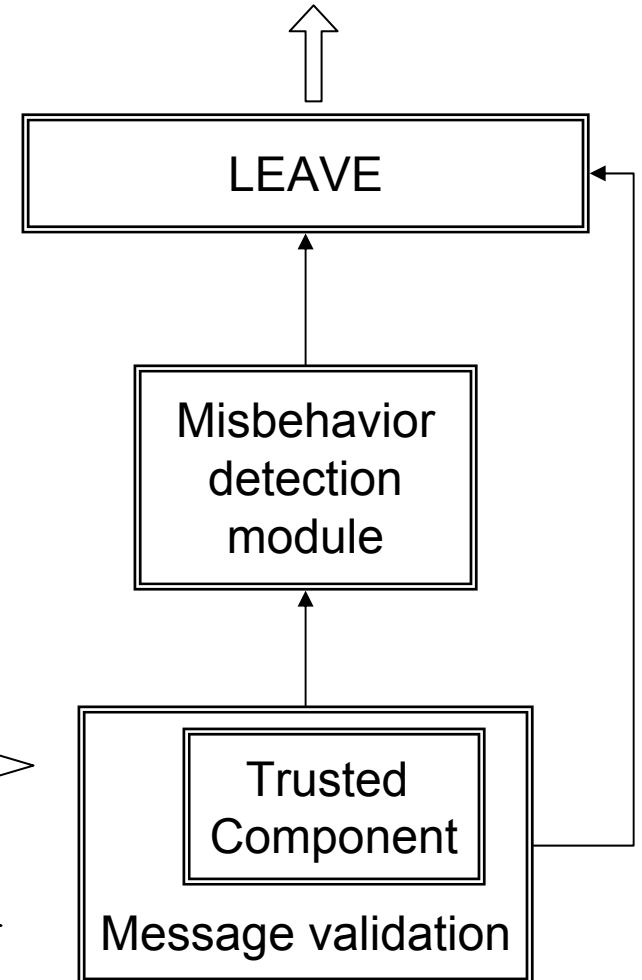 LEAVE
Misbehavior
detection
module
Trusted
Component
Message validation